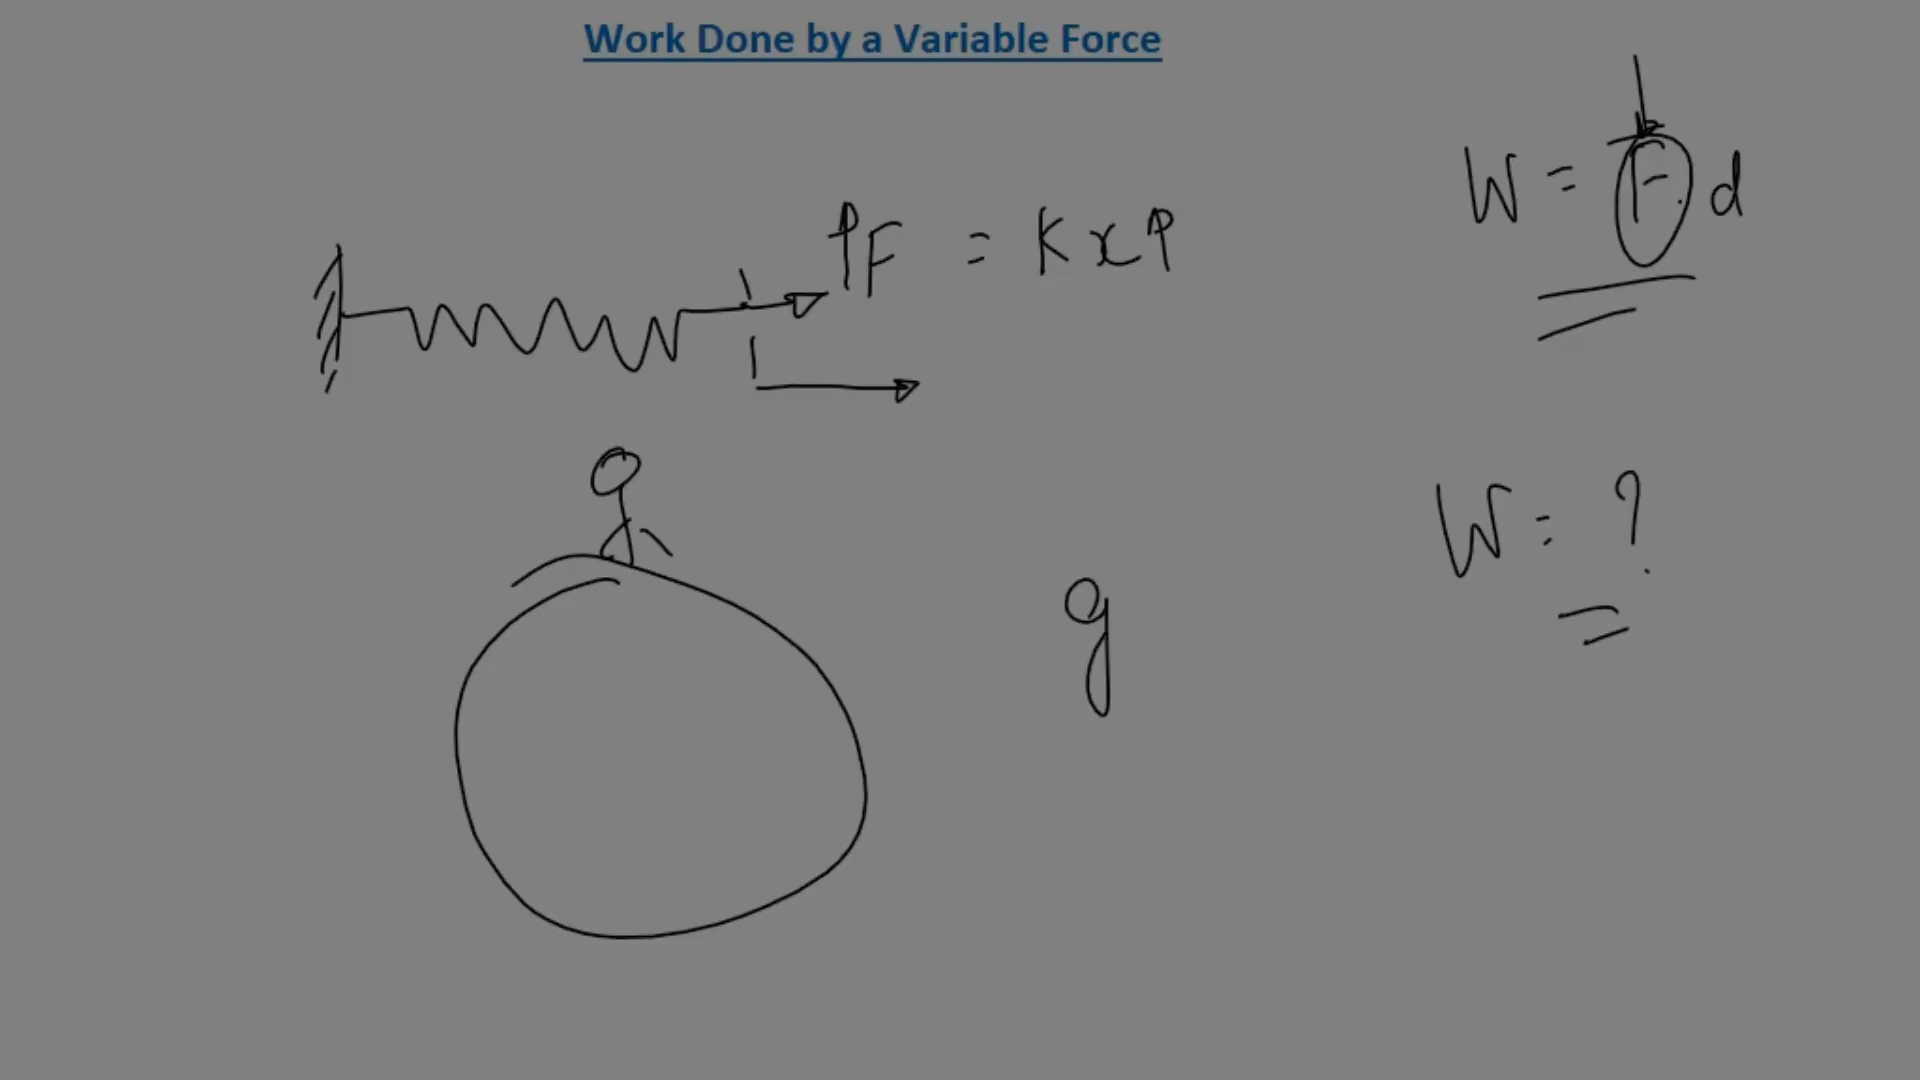 Work Done by a Variable Force
W = F. d
↑F = Kx↑
W = ?
g